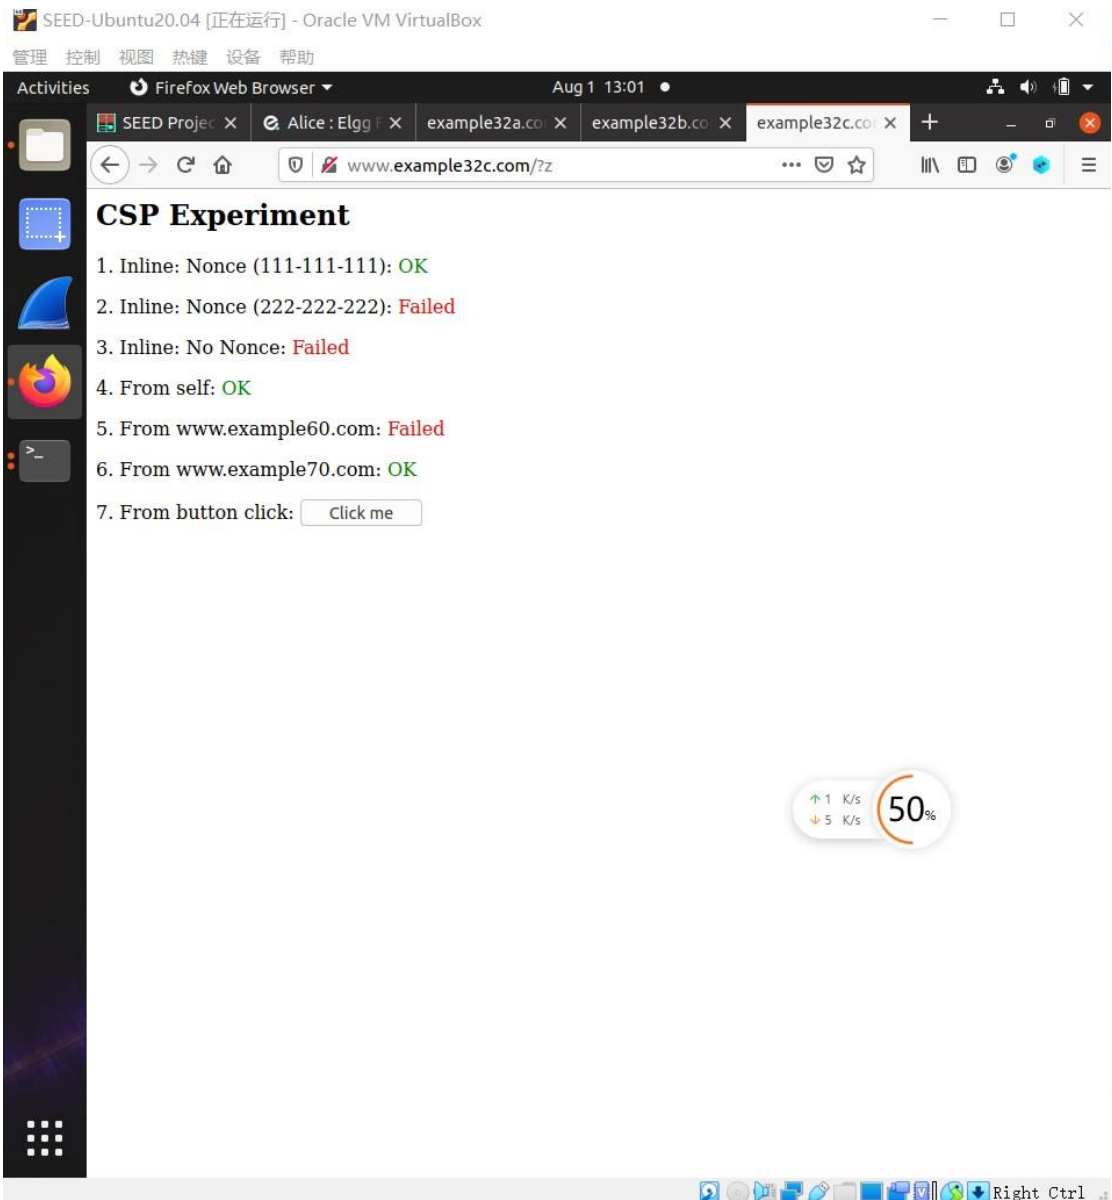 SEED-Ubuntu20.04 [正在运行] - Oracle VM VirtualBox
管理 控制 视图 热键 设备 帮助
Activities Firefox Web Browser Aug 1 13:01
SEED Projec Alice : Elgg F example32a.co example32b.co example32c.co
www.example32c.com/?z
CSP Experiment
1. Inline: Nonce (111-111-111): OK
2. Inline: Nonce (222-222-222): Failed
3. Inline: No Nonce: Failed
4. From self: OK
5. From www.example60.com: Failed
6. From www.example70.com: OK
7. From button click: Click me
↑ 1 K/s
50%
↓ 5 K/s
Right Ctrl